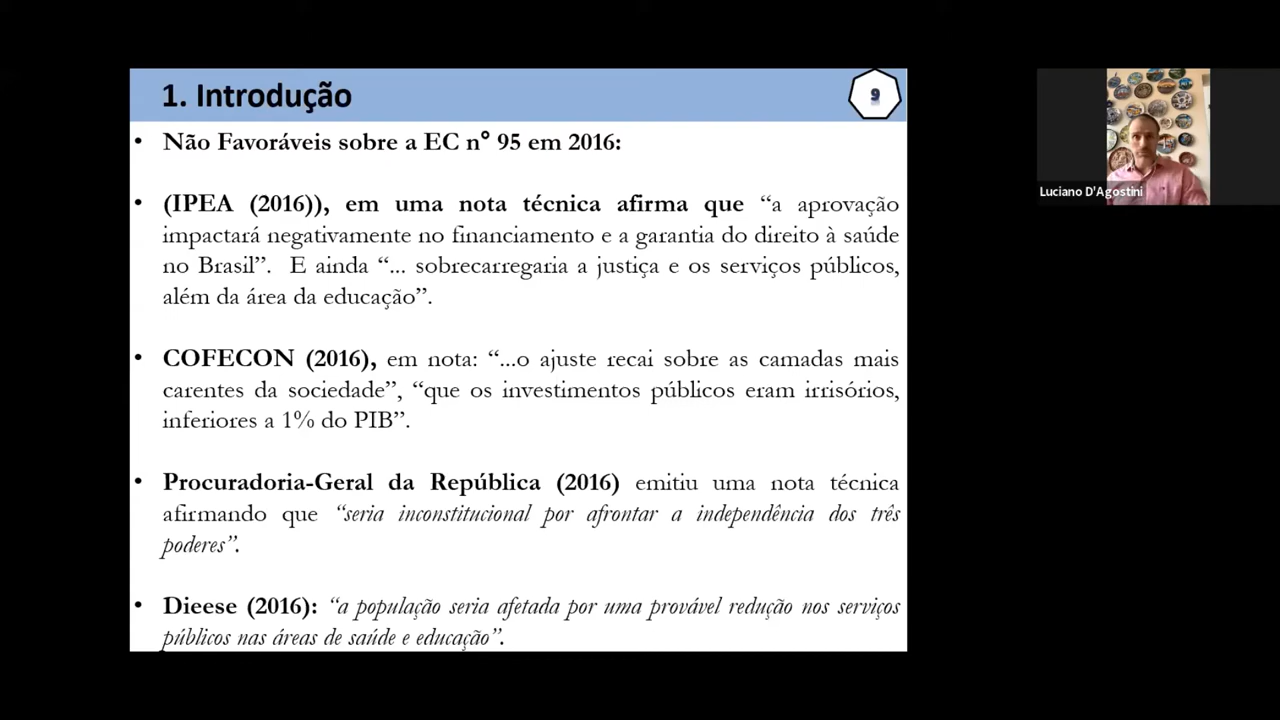 1. Introdução
9
• Não Favoráveis sobre a EC n° 95 em 2016:
• (IPEA (2016)), em uma nota técnica afirma que “a aprovação
impactará negativamente no financiamento e a garantia do direito à saúde
no Brasil”. E ainda “... sobrecarregaria a justiça e os serviços públicos,
além da área da educação”.
• COFECON (2016), em nota: “...o ajuste recai sobre as camadas mais
carentes da sociedade”, “que os investimentos públicos eram irrisórios,
inferiores a 1% do PIB”.
• Procuradoria-Geral da República (2016) emitiu uma nota técnica
afirmando que “seria inconstitucional por afrontar a independência dos três
poderes”.
• Dieese (2016): “a população seria afetada por uma provável redução nos serviços
públicos nas áreas de saúde e educação”.
Luciano D'Agostini